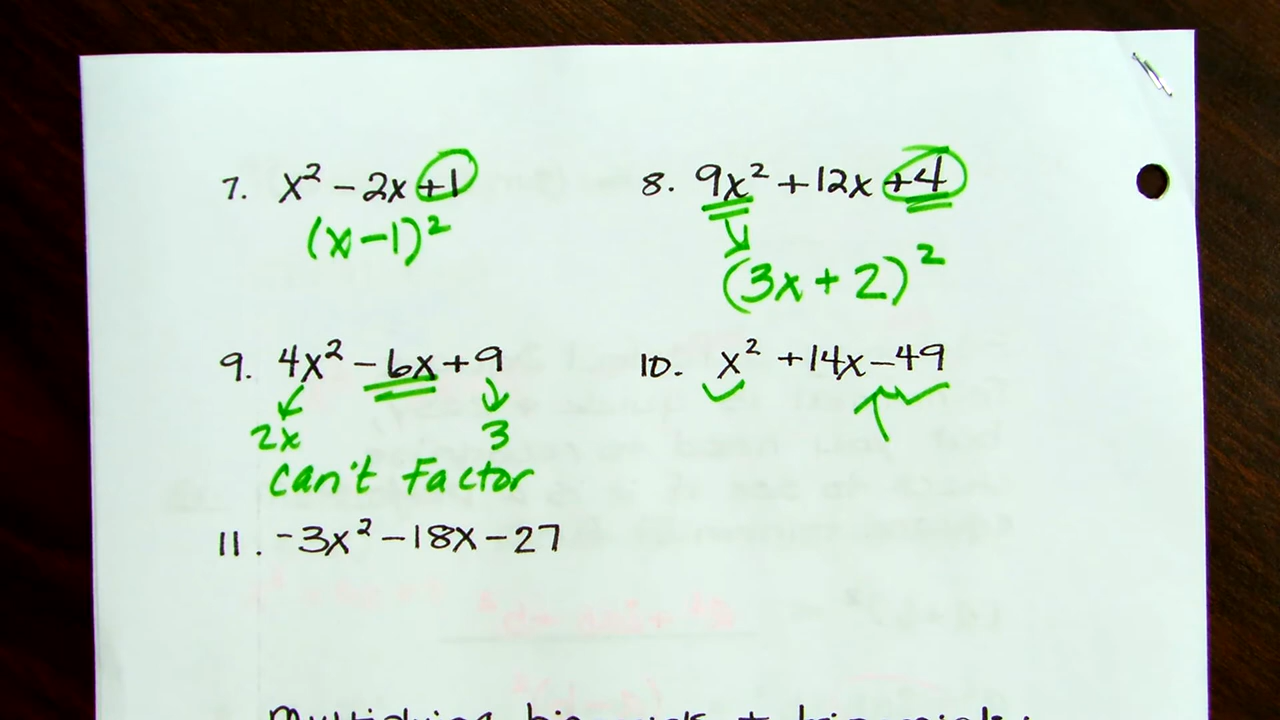 7. x² - 2x + 1
(x - 1)²
8. 9x² + 12x + 4
(3x + 2)²
9. 4x² - 6x + 9
2x 3
Can't Factor
10. x² + 14x - 49
11. -3x² - 18x - 27